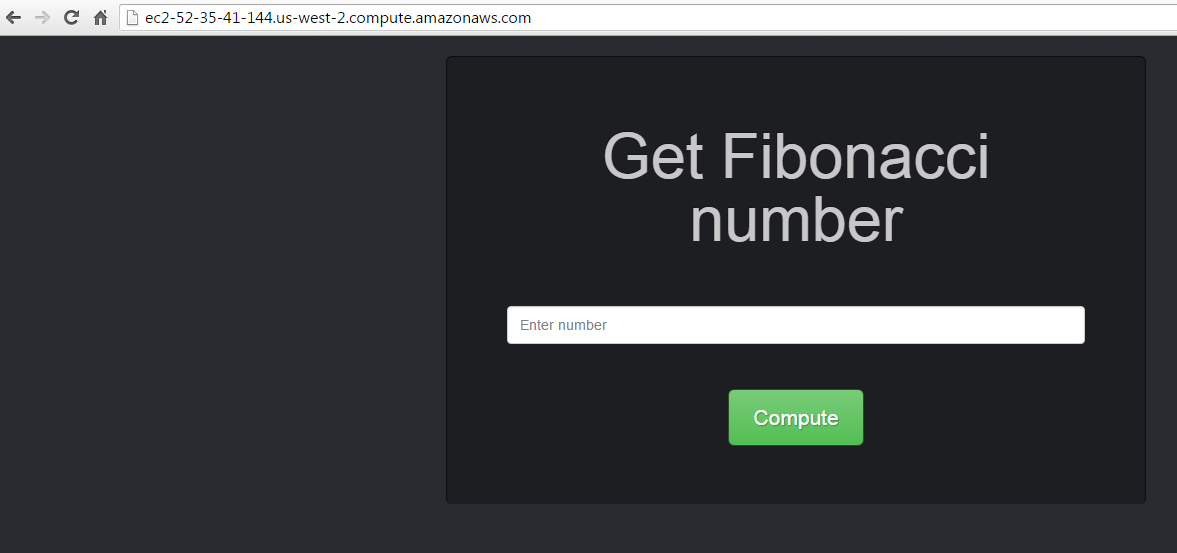 ec2-52-35-41-144.us-west-2.compute.amazonaws.com
Get Fibonacci
number
Enter number
Compute